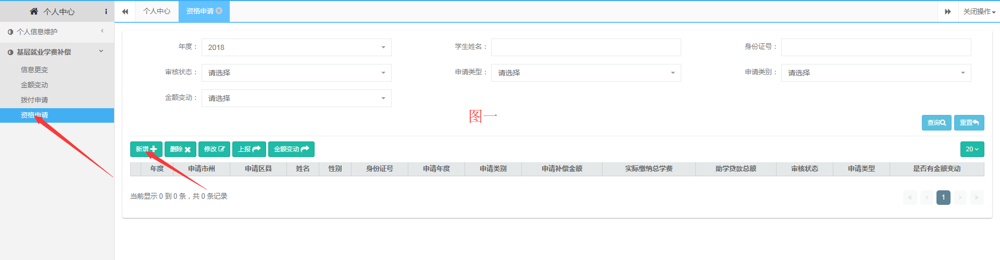 个人中心
个人中心
资格申请
关闭操作
个人信息维护
基层就业学费补偿
信息更变
金额变动
拨付申请
资格申请
年度：
2018
学生姓名：
身份证号：
审核状态：
请选择
申请类型：
请选择
申请类别：
请选择
金额变动：
请选择
图一
查询
重置
新增
删除
修改
上报
金额变动
20
年度 申请市州 申请区县 姓名 性别 身份证号 申请年度 申请类别 申请补偿金额 实际缴纳总学费 助学贷款总额 审核状态 申请类型 是否有金额变动
当前显示 0 到 0 条，共 0 条记录
« ‹ 1 › »